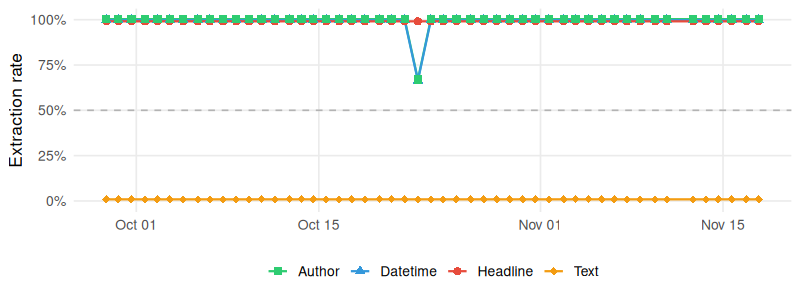 100%
75%
50%
25%
0%
Extraction rate
Oct 01 Oct 15 Nov 01 Nov 15
Author Datetime Headline Text